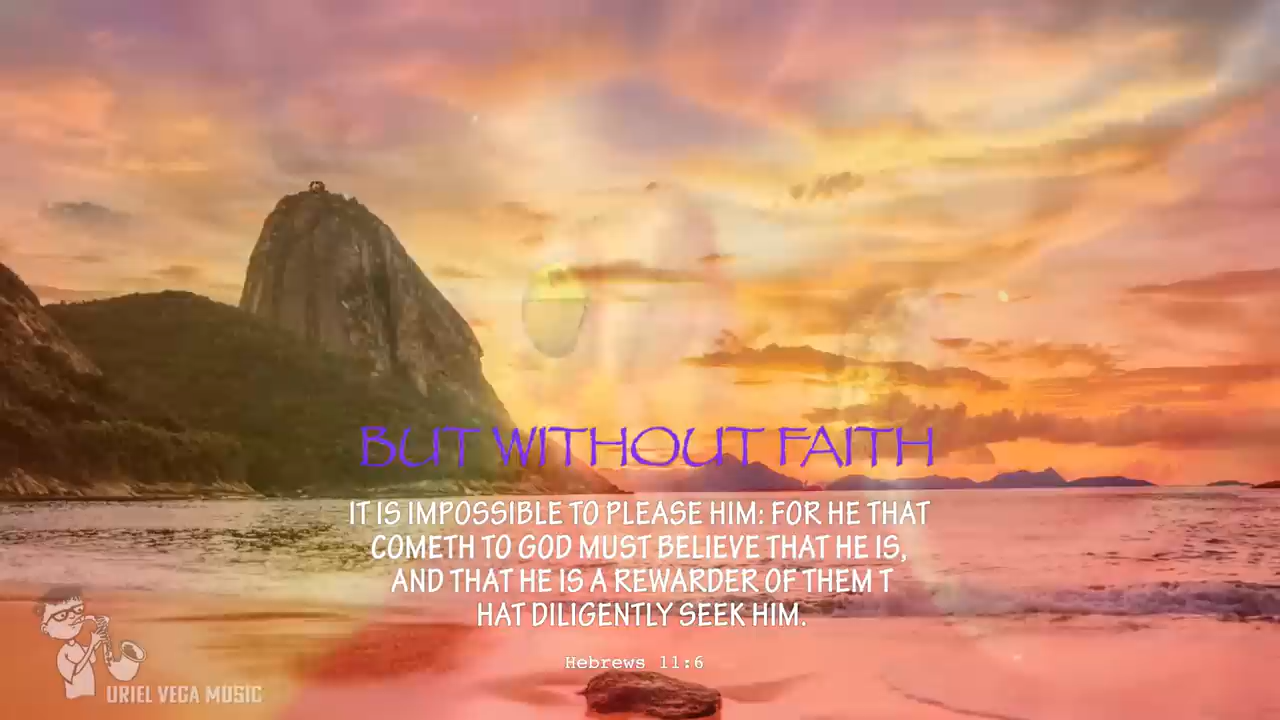 BUT WITHOUT FAITH
IT IS IMPOSSIBLE TO PLEASE HIM: FOR HE THAT
COMETH TO GOD MUST BELIEVE THAT HE IS,
AND THAT HE IS A REWARDER OF THEM T
HAT DILIGENTLY SEEK HIM.
Hebrews 11:6
URIEL VEGA MUSIC